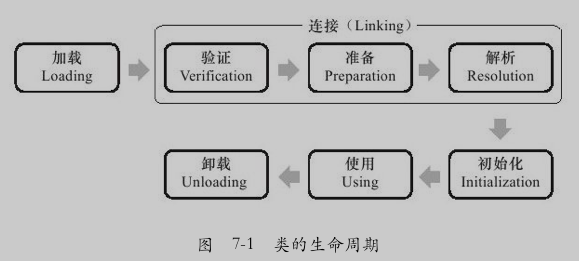 连接（Linking）
加载
Loading
验证
Verification
准备
Preparation
解析
Resolution
初始化
Initialization
使用
Using
卸载
Unloading
图 7-1 类的生命周期